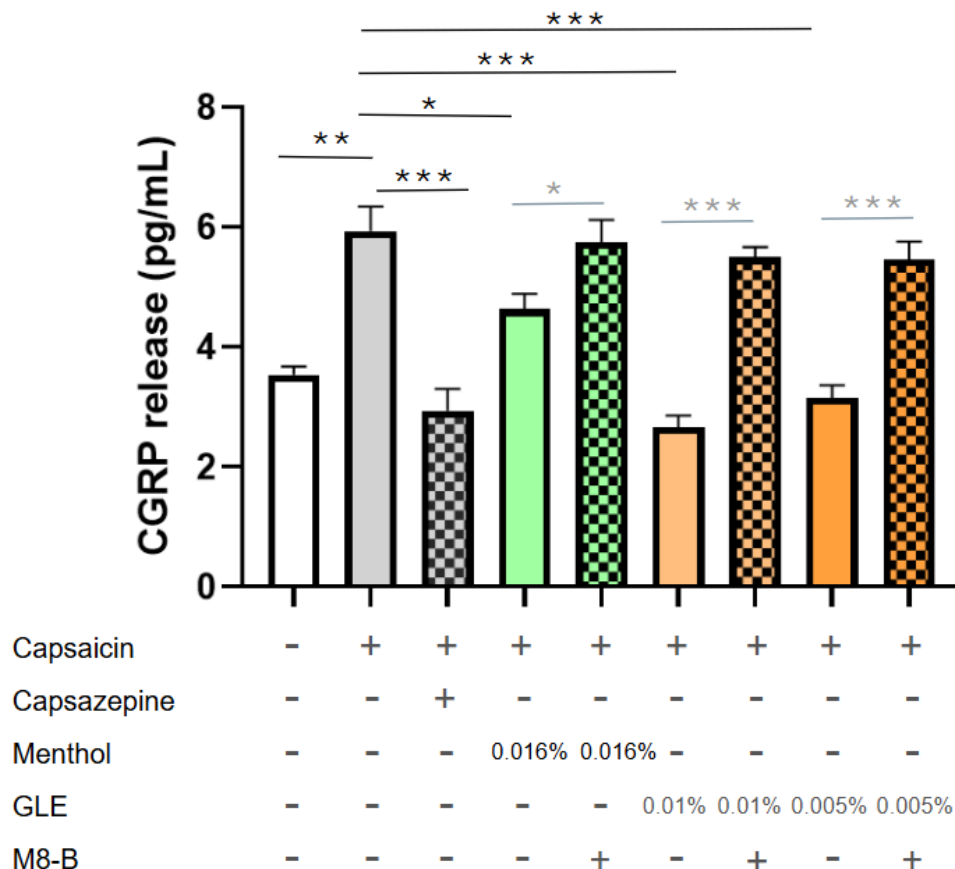 ***
***
*
**
***
*
***
***
CGRP release (pg/mL)
8
6
4
2
0
Capsaicin - + + + + + + + +
Capsazepine - - + - - - - - -
Menthol - - - 0.016% 0.016% - - - -
GLE - - - - - 0.01% 0.01% 0.005% 0.005%
M8-B - - - - + - + - +